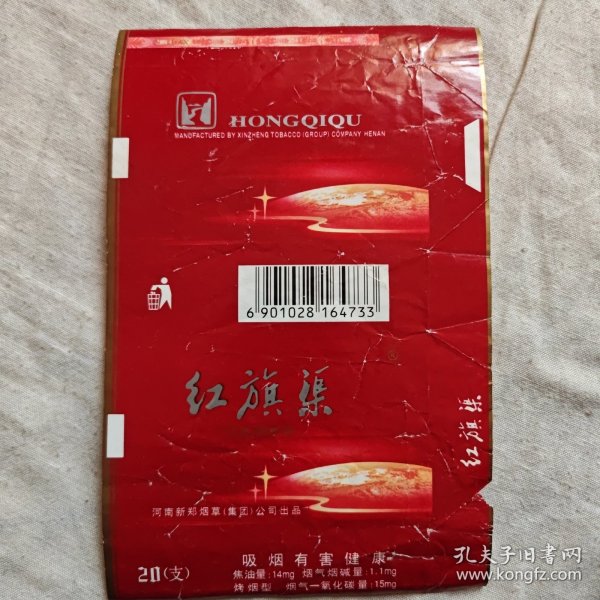 HONGQIQU
MANUFACTURED BY XINZHENG TOBACCO (GROUP) COMPANY HENAN
6 901028 164733
红旗渠
®
红旗渠
河南新郑烟草(集团)公司出品
20(支)
吸烟有害健康
焦油量:14mg 烟气烟碱量:1.1mg
烤烟型 烟气一氧化碳量:15mg
孔夫子旧书网
www.kongfz.com